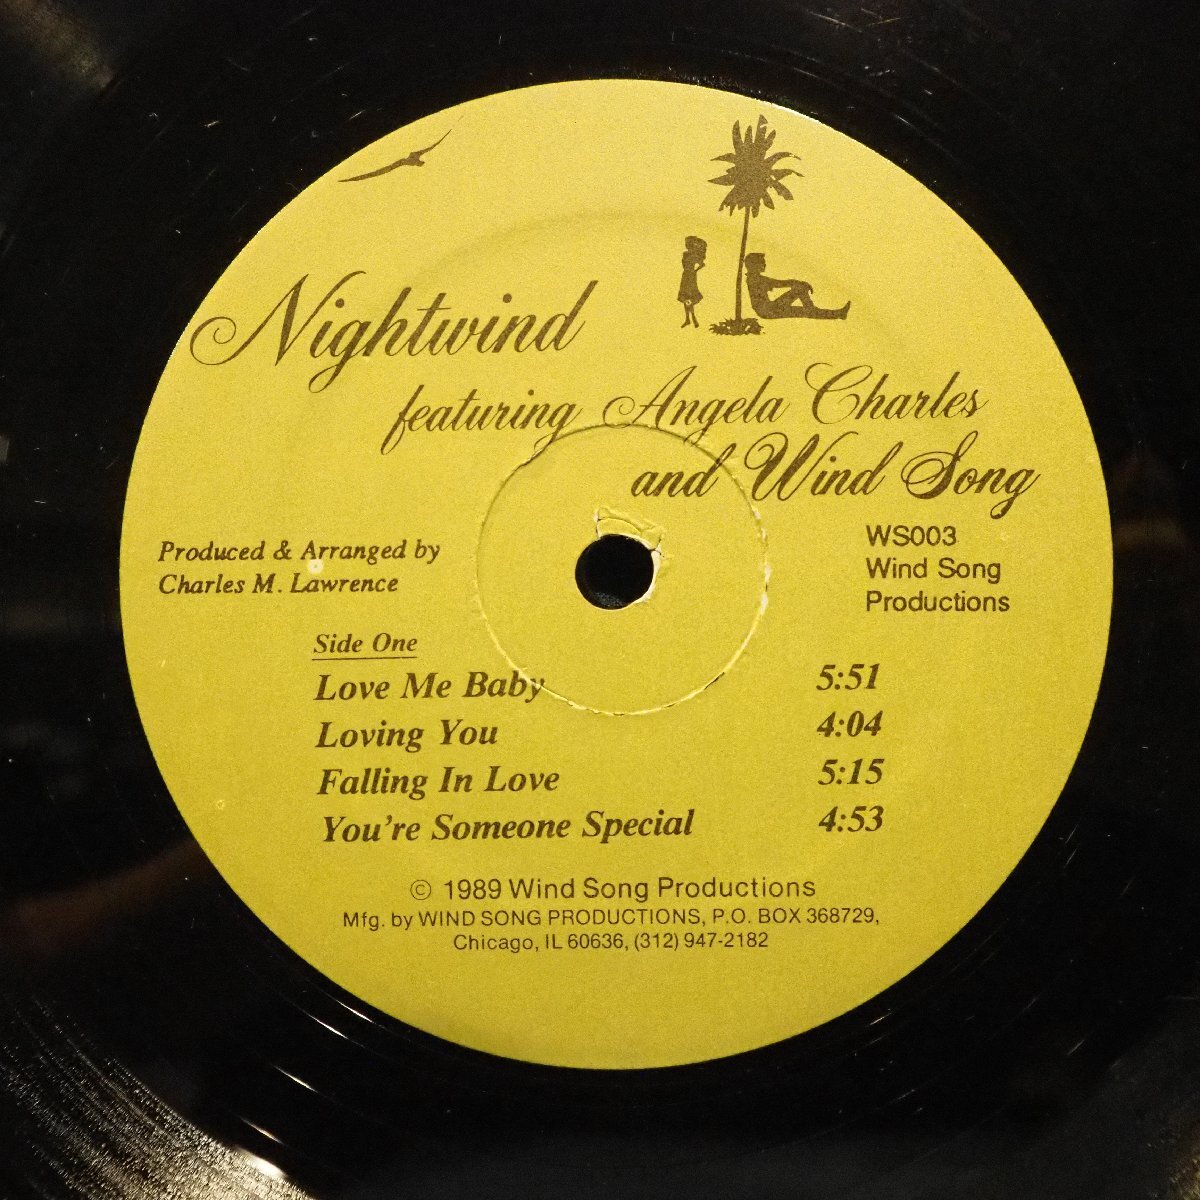 Nightwind
featuring Angela Charles
and Wind Song
Produced & Arranged by
Charles M. Lawrence
WS003
Wind Song
Productions
Side One
Love Me Baby 5:51
Loving You 4:04
Falling In Love 5:15
You're Someone Special 4:53
© 1989 Wind Song Productions
Mfg. by WIND SONG PRODUCTIONS, P.O. BOX 368729,
Chicago, IL 60636, (312) 947-2182